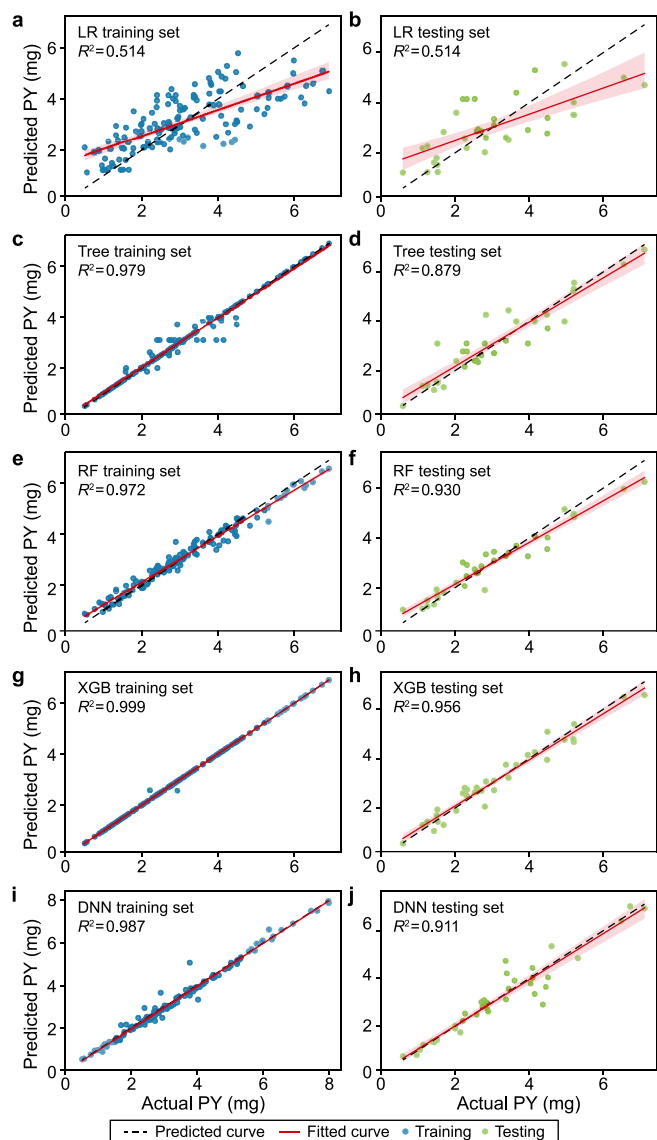 a LR training set
R²=0.514
Predicted PY (mg)
6
4
2
0
0 2 4 6
b LR testing set
R²=0.514
6
4
2
0
0 2 4 6
c Tree training set
R²=0.979
Predicted PY (mg)
6
4
2
0
0 2 4 6
d Tree testing set
R²=0.879
6
4
2
0
0 2 4 6
e RF training set
R²=0.972
Predicted PY (mg)
6
4
2
0
0 2 4 6
f RF testing set
R²=0.930
6
4
2
0
0 2 4 6
g XGB training set
R²=0.999
Predicted PY (mg)
6
4
2
0
0 2 4 6
h XGB testing set
R²=0.956
6
4
2
0
0 2 4 6
i DNN training set
R²=0.987
Predicted PY (mg)
8
6
4
2
0
0 2 4 6 8
Actual PY (mg)
j DNN testing set
R²=0.911
6
4
2
0
0 2 4 6
Actual PY (mg)
Predicted curve Fitted curve Training Testing